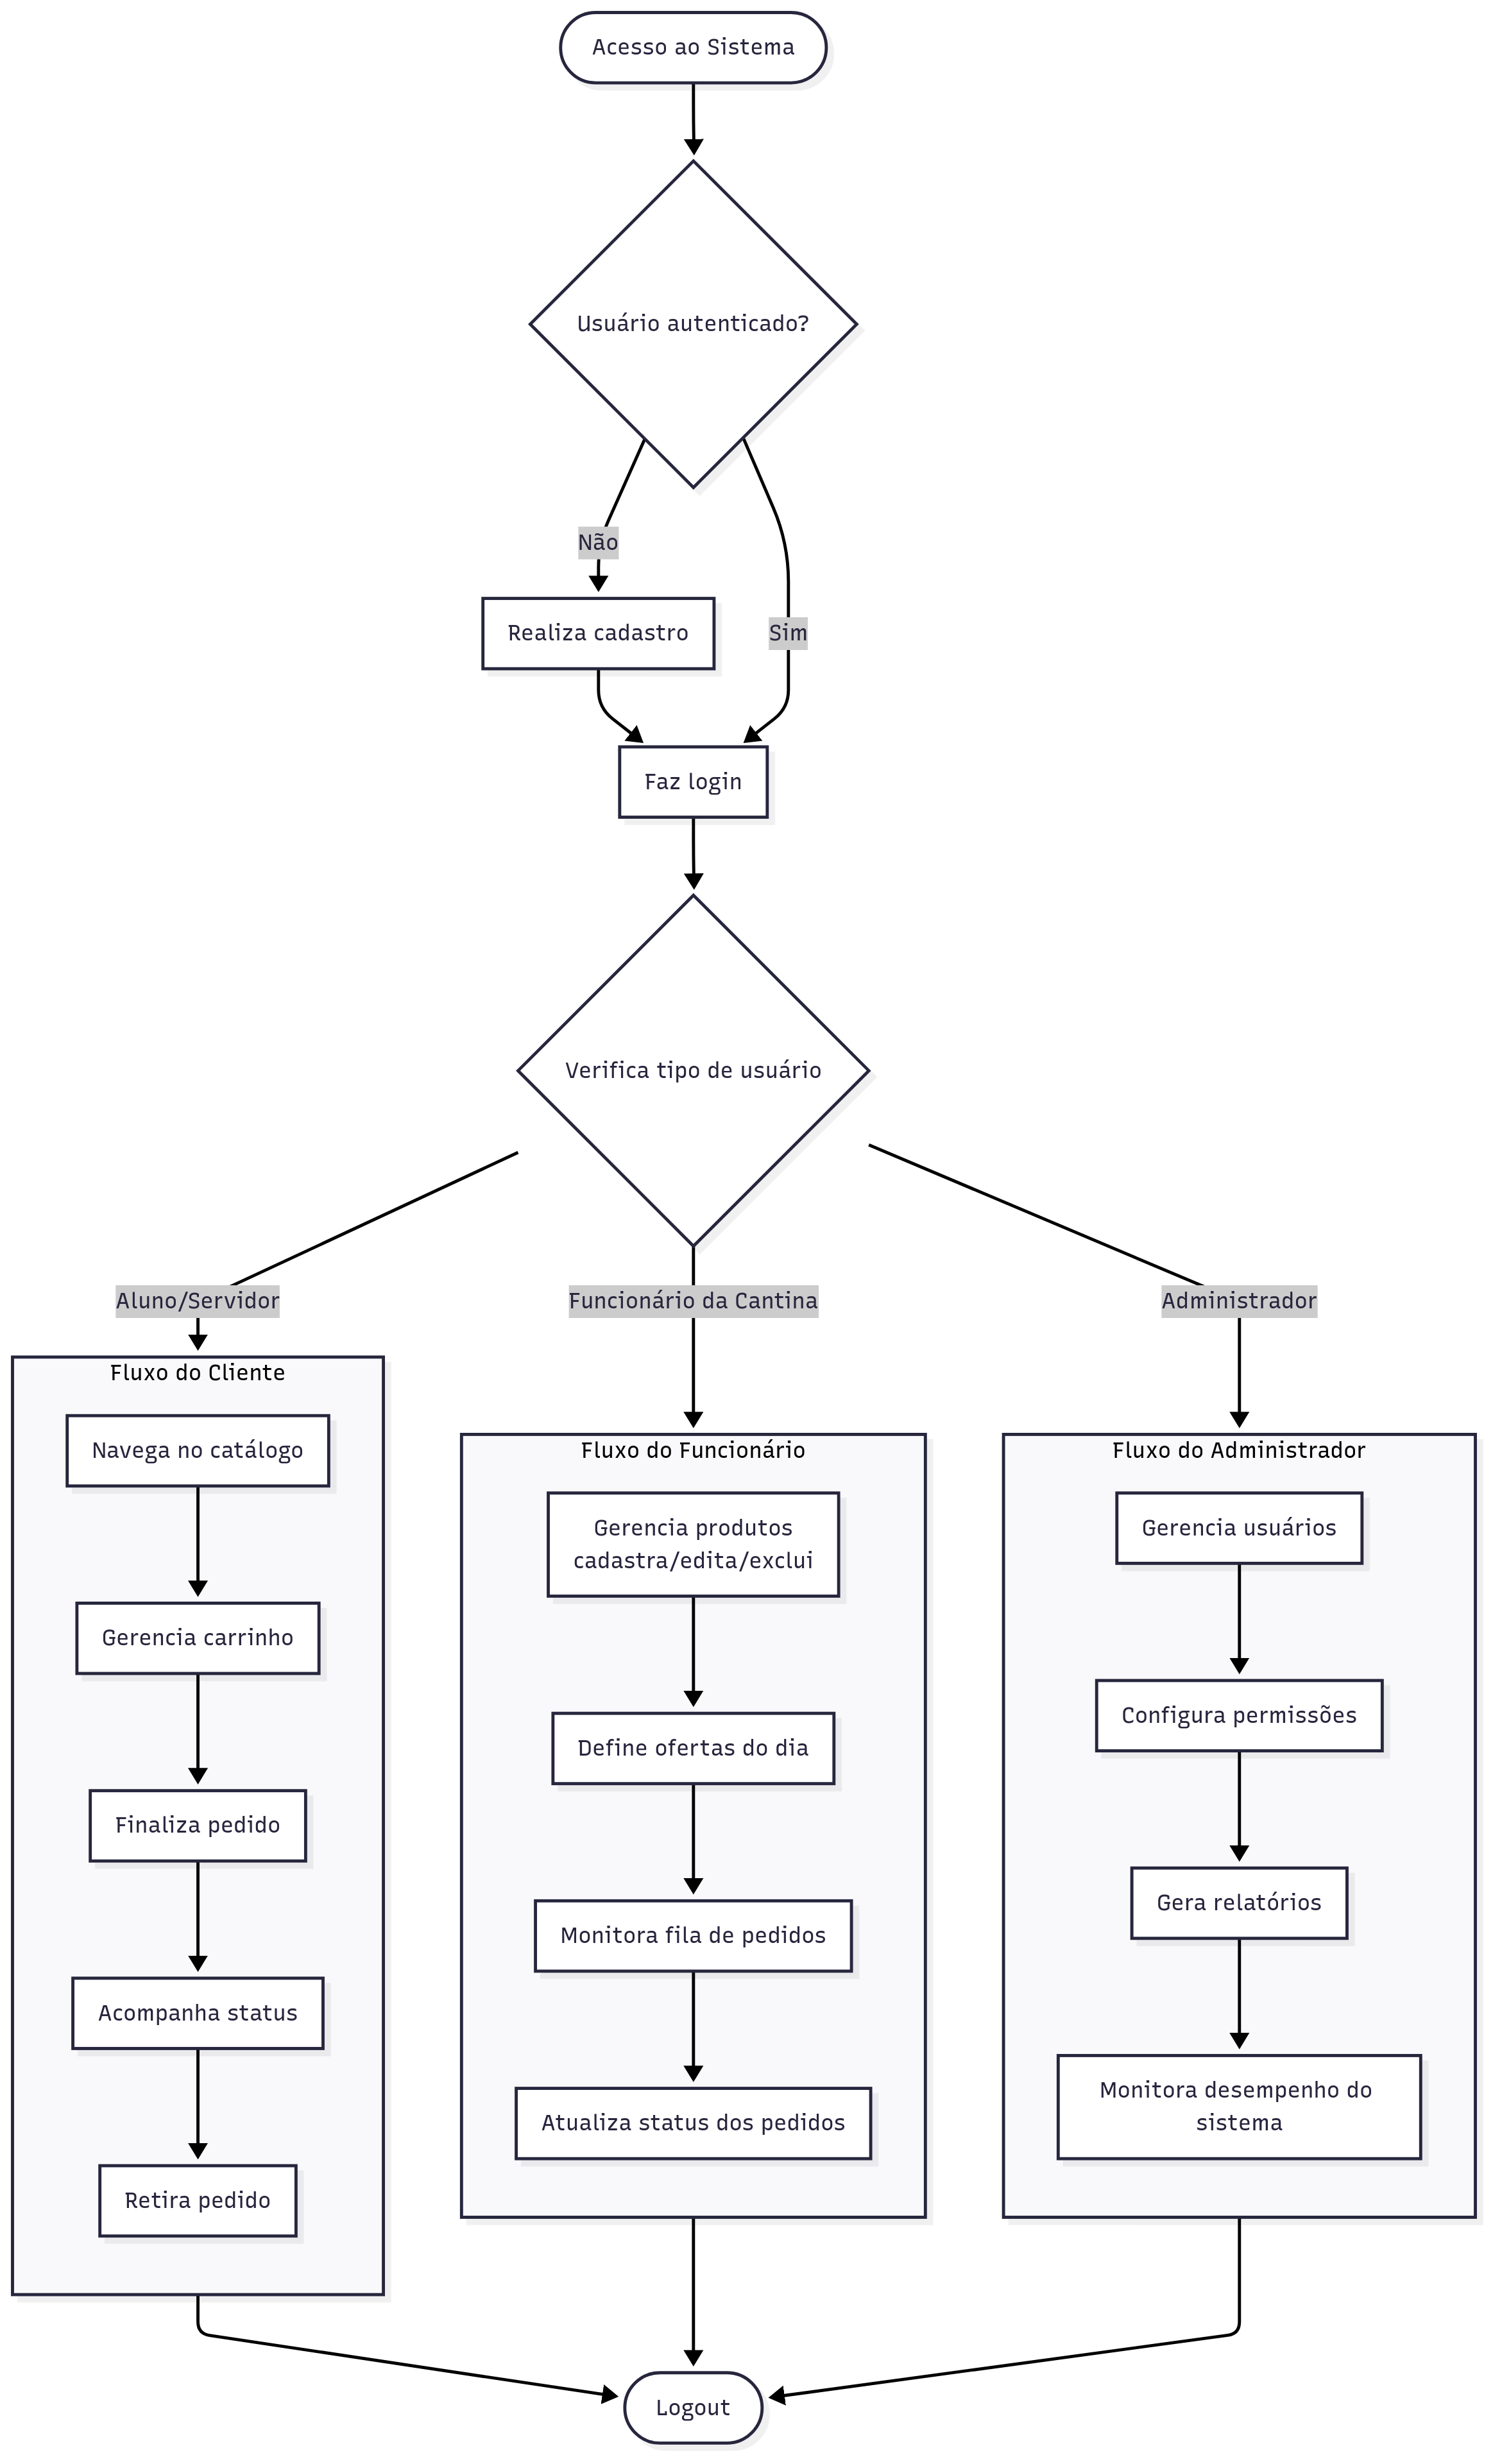 Acesso ao Sistema
Usuário autenticado?
Não
Realiza cadastro
Sim
Faz login
Verifica tipo de usuário
Aluno/Servidor
Funcionário da Cantina
Administrador
Fluxo do Cliente
Navega no catálogo
Gerencia carrinho
Finaliza pedido
Acompanha status
Retira pedido
Fluxo do Funcionário
Gerencia produtos
cadastra/edita/exclui
Define ofertas do dia
Monitora fila de pedidos
Atualiza status dos pedidos
Fluxo do Administrador
Gerencia usuários
Configura permissões
Gera relatórios
Monitora desempenho do
sistema
Logout